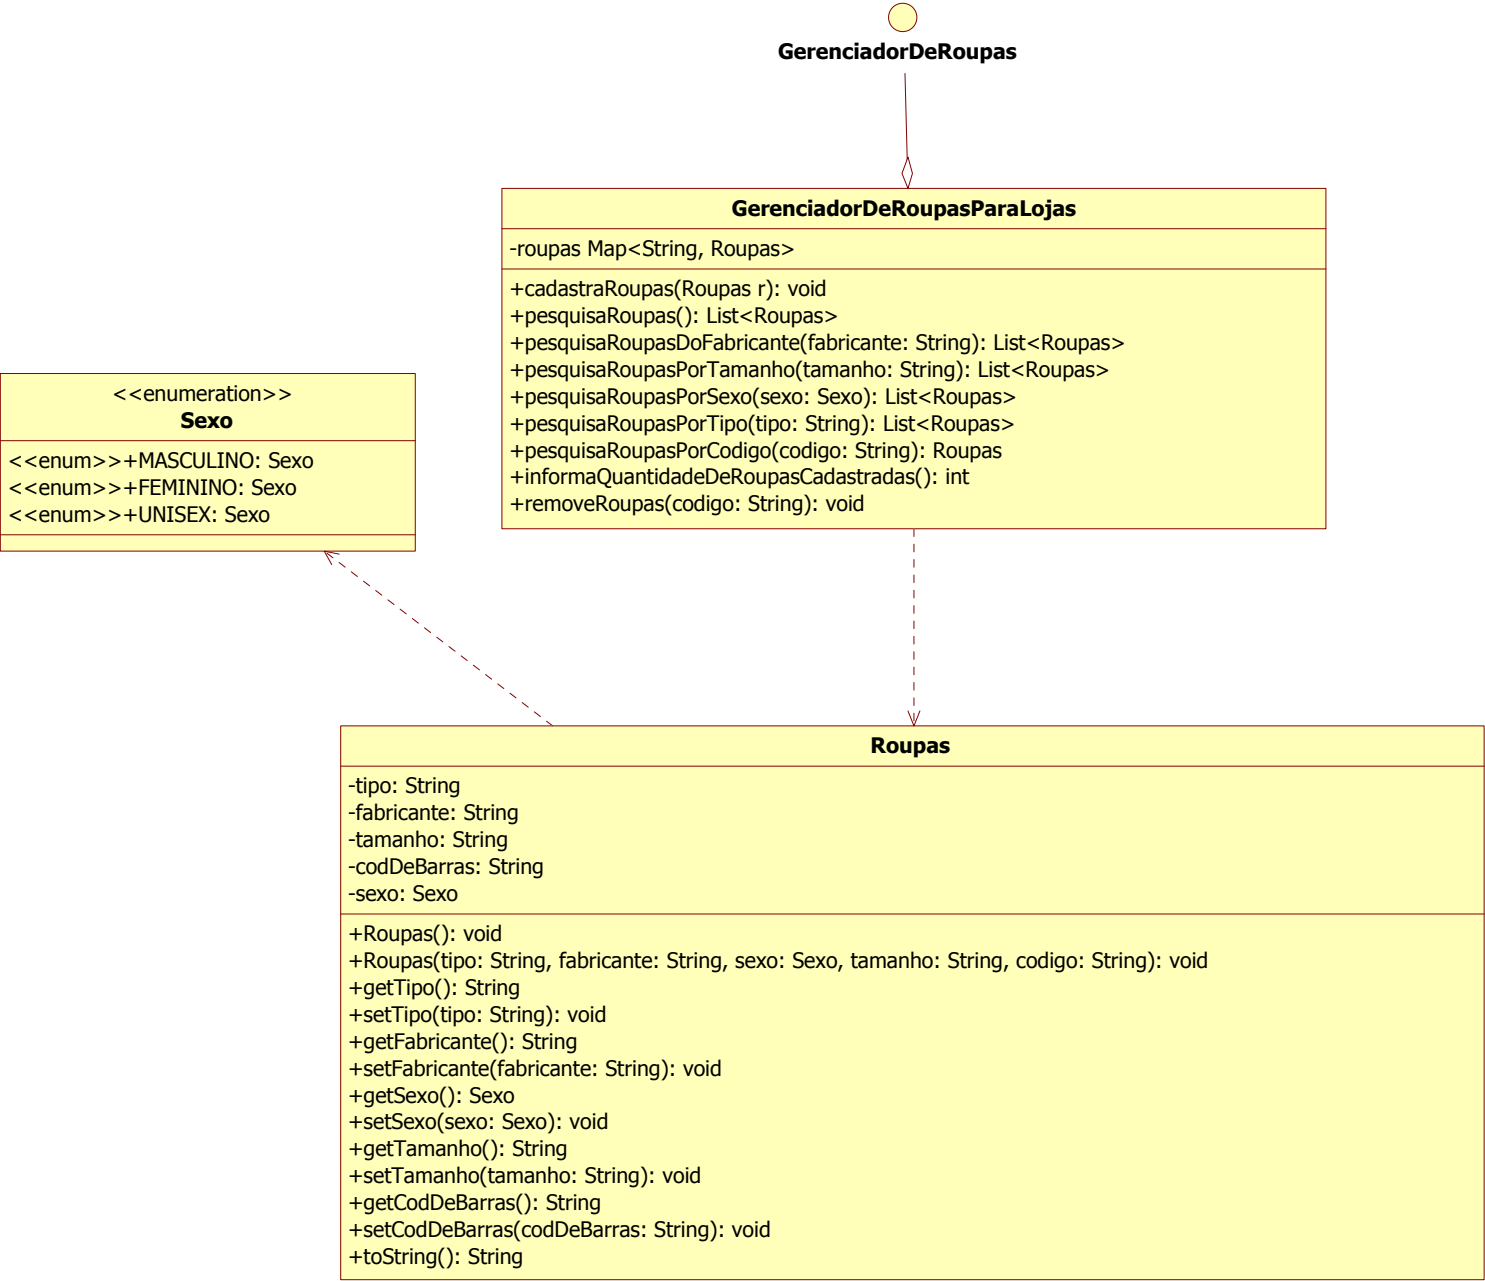 GerenciadorDeRoupas
GerenciadorDeRoupasParaLojas
-roupas Map<String, Roupas>
+cadastraRoupas(Roupas r): void
+pesquisaRoupas(): List<Roupas>
+pesquisaRoupasDoFabricante(fabricante: String): List<Roupas>
+pesquisaRoupasPorTamanho(tamanho: String): List<Roupas>
+pesquisaRoupasPorSexo(sexo: Sexo): List<Roupas>
+pesquisaRoupasPorTipo(tipo: String): List<Roupas>
+pesquisaRoupasPorCodigo(codigo: String): Roupas
+informaQuantidadeDeRoupasCadastradas(): int
+removeRoupas(codigo: String): void
<<enumeration>>
Sexo
<<enum>>+MASCULINO: Sexo
<<enum>>+FEMININO: Sexo
<<enum>>+UNISEX: Sexo
Roupas
-tipo: String
-fabricante: String
-tamanho: String
-codDeBarras: String
-sexo: Sexo
+Roupas(): void
+Roupas(tipo: String, fabricante: String, sexo: Sexo, tamanho: String, codigo: String): void
+getTipo(): String
+setTipo(tipo: String): void
+getFabricante(): String
+setFabricante(fabricante: String): void
+getSexo(): Sexo
+setSexo(sexo: Sexo): void
+getTamanho(): String
+setTamanho(tamanho: String): void
+getCodDeBarras(): String
+setCodDeBarras(codDeBarras: String): void
+toString(): String